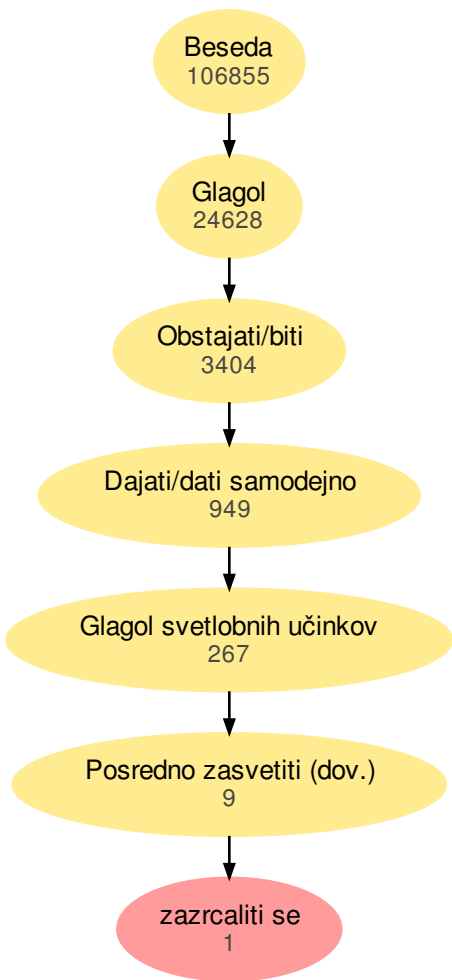 Beseda
106855
Glagol
24628
Obstajati/biti
3404
Dajati/dati samodejno
949
Glagol svetlobnih učinkov
267
Posredno zasvetiti (dov.)
9
zazrcaliti se
1